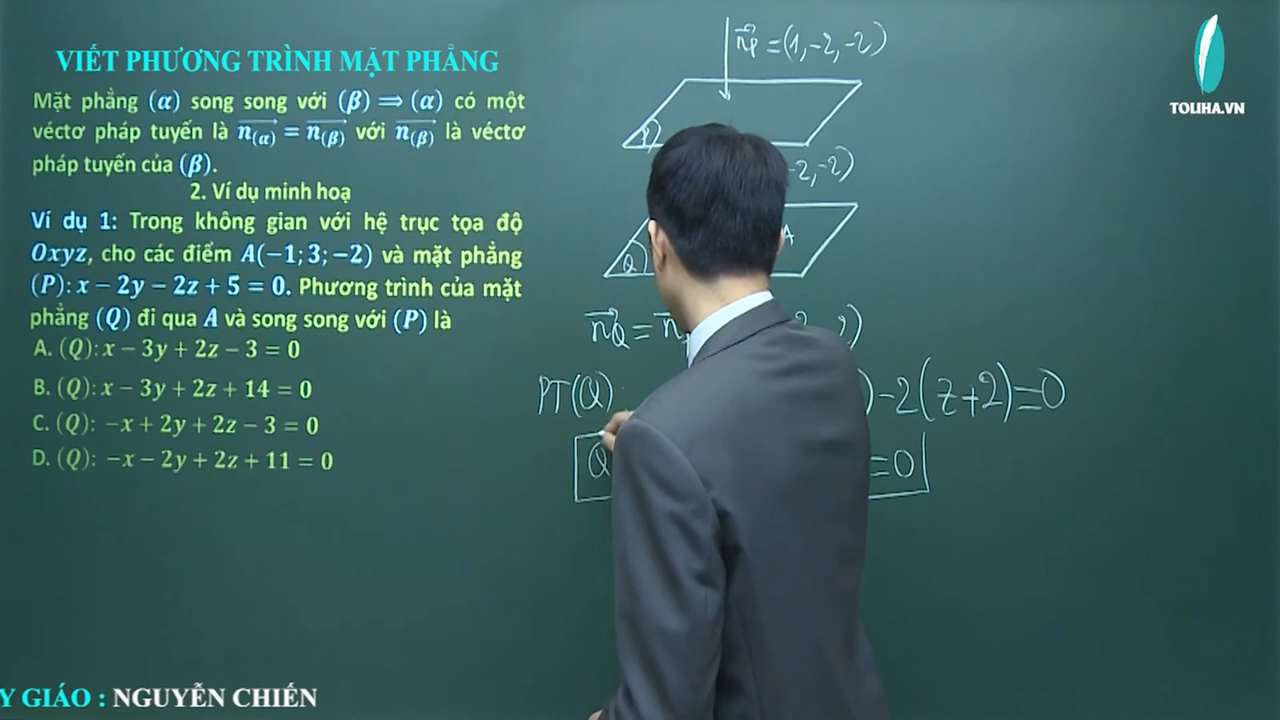 VIẾT PHƯƠNG TRÌNH MẶT PHẲNG
Mặt phẳng (α) song song với (β) ⟹ (α) có một
véctơ pháp tuyến là n₍α₎ = n₍β₎ với n₍β₎ là véctơ
pháp tuyến của (β).
2. Ví dụ minh hoạ
Ví dụ 1: Trong không gian với hệ trục tọa độ
Oxyz, cho các điểm A(−1; 3; −2) và mặt phẳng
(P): x − 2y − 2z + 5 = 0. Phương trình của mặt
phẳng (Q) đi qua A và song song với (P) là
A. (Q): x − 3y + 2z − 3 = 0
B. (Q): x − 3y + 2z + 14 = 0
C. (Q): −x + 2y + 2z − 3 = 0
D. (Q): −x − 2y + 2z + 11 = 0
Y GIÁO : NGUYỄN CHIẾN
n⃗P = (1, -2, -2)
-2, -2)
A
Q
n⃗Q =
PT(Q)
) -2(z+2)=0
Q
=0
TOLIHA.VN